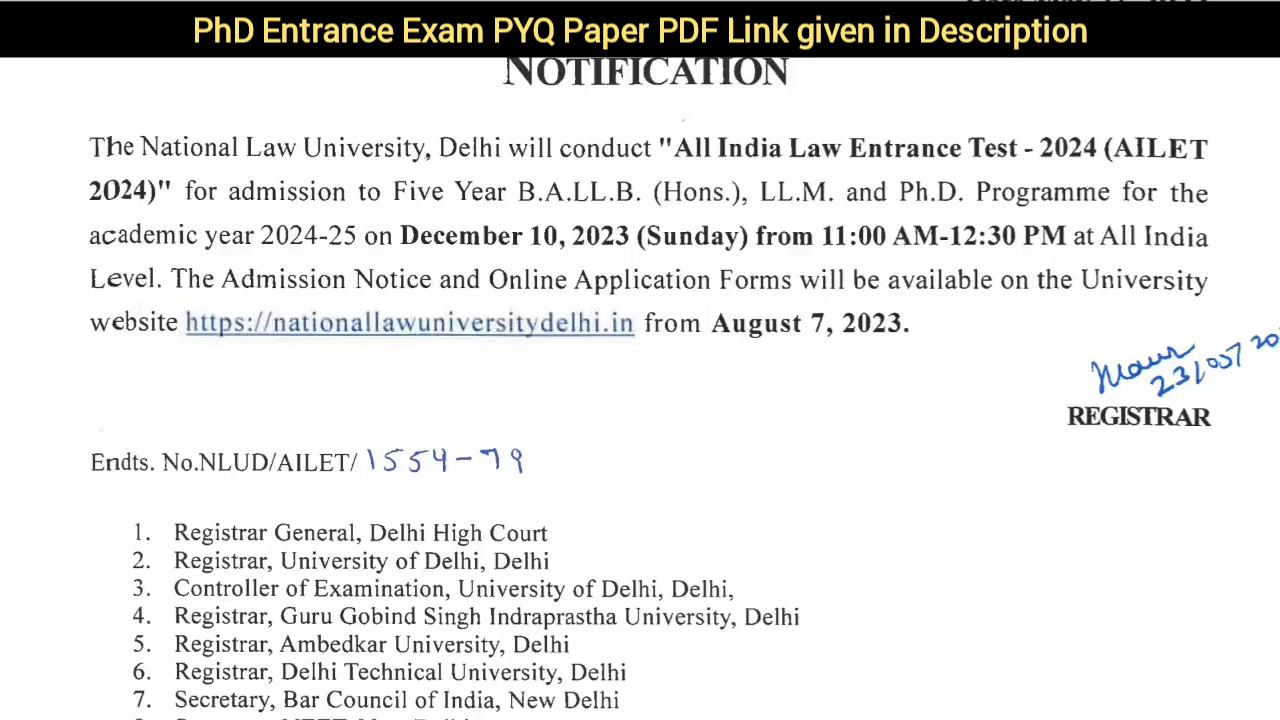 PhD Entrance Exam PYQ Paper PDF Link given in Description
NOTIFICATION
The National Law University, Delhi will conduct "All India Law Entrance Test - 2024 (AILET
2024)" for admission to Five Year B.A.LL.B. (Hons.), LL.M. and Ph.D. Programme for the
academic year 2024-25 on December 10, 2023 (Sunday) from 11:00 AM-12:30 PM at All India
Level. The Admission Notice and Online Application Forms will be available on the University
website https://nationallawuniversitydelhi.in from August 7, 2023.
REGISTRAR
Endts. No.NLUD/AILET/ 1554-79
1. Registrar General, Delhi High Court
2. Registrar, University of Delhi, Delhi
3. Controller of Examination, University of Delhi, Delhi,
4. Registrar, Guru Gobind Singh Indraprastha University, Delhi
5. Registrar, Ambedkar University, Delhi
6. Registrar, Delhi Technical University, Delhi
7. Secretary, Bar Council of India, New Delhi